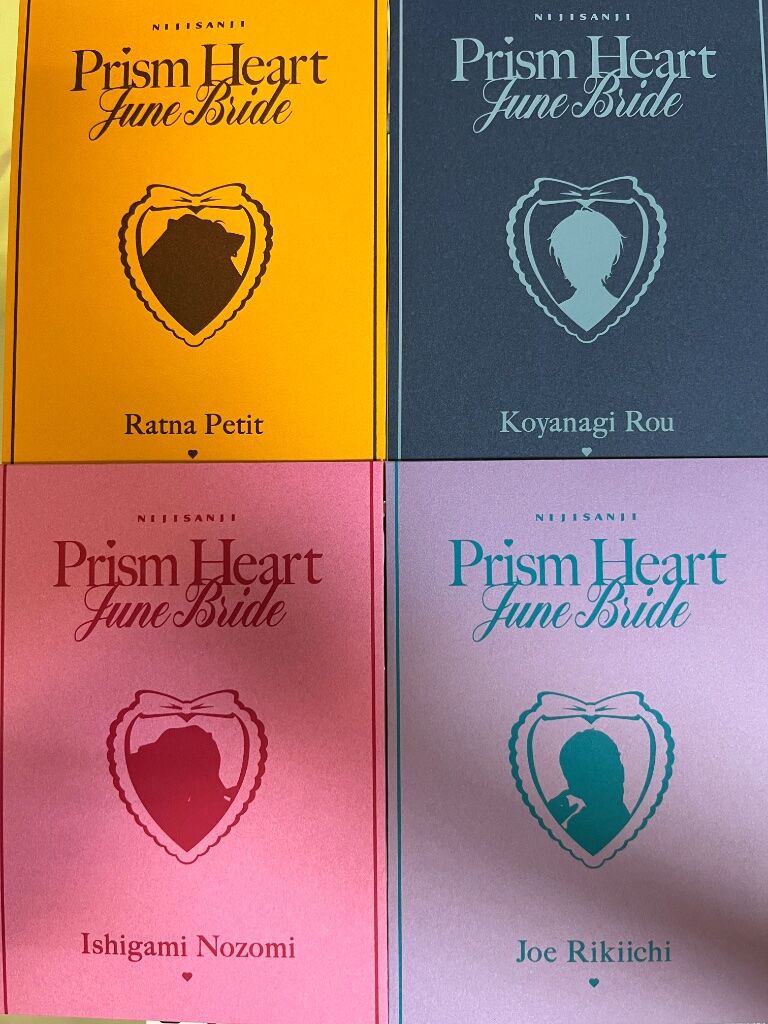 NIJISANJI
Prism Heart
June Bride
Ratna Petit
NIJISANJI
Prism Heart
June Bride
Koyanagi Rou
NIJISANJI
Prism Heart
June Bride
Ishigami Nozomi
NIJISANJI
Prism Heart
June Bride
Joe Rikiichi